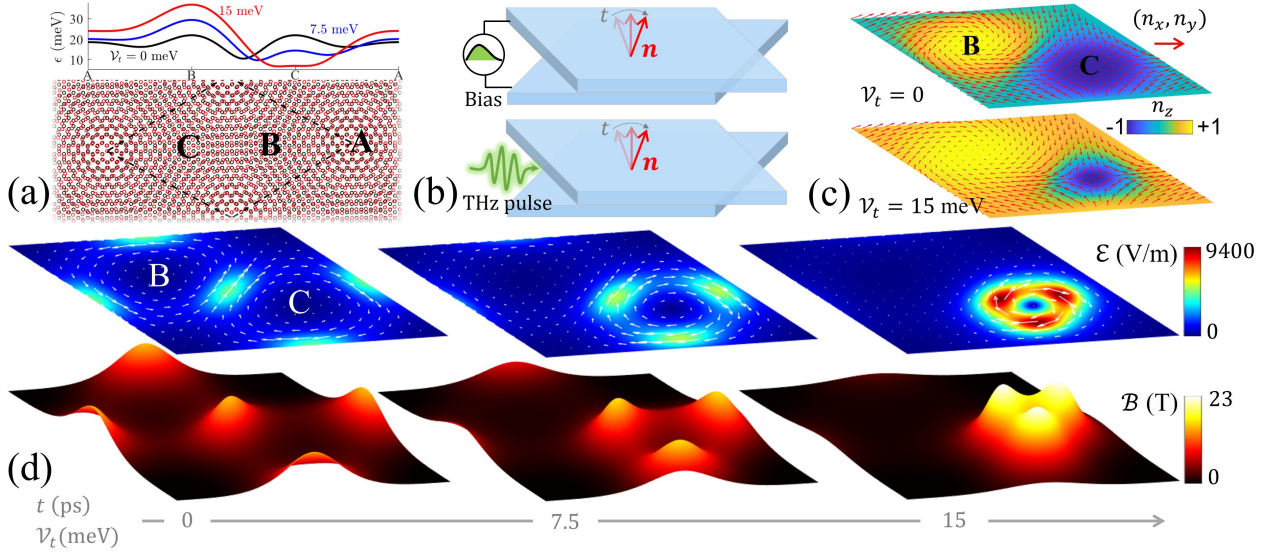 15 meV
7.5 meV
𝒱t = 0 meV
ϵ (meV)
30
20
10
A B C A
C B A
(a)
t
n
Bias
t
n
THz pulse
(b)
B
C
(nx, ny)
𝒱t = 0
nz
-1 +1
𝒱t = 15 meV
(c)
B
C
ℰ (V/m)
9400
0
ℬ (T)
23
0
(d)
t (ps)
𝒱t(meV)
0 7.5 15